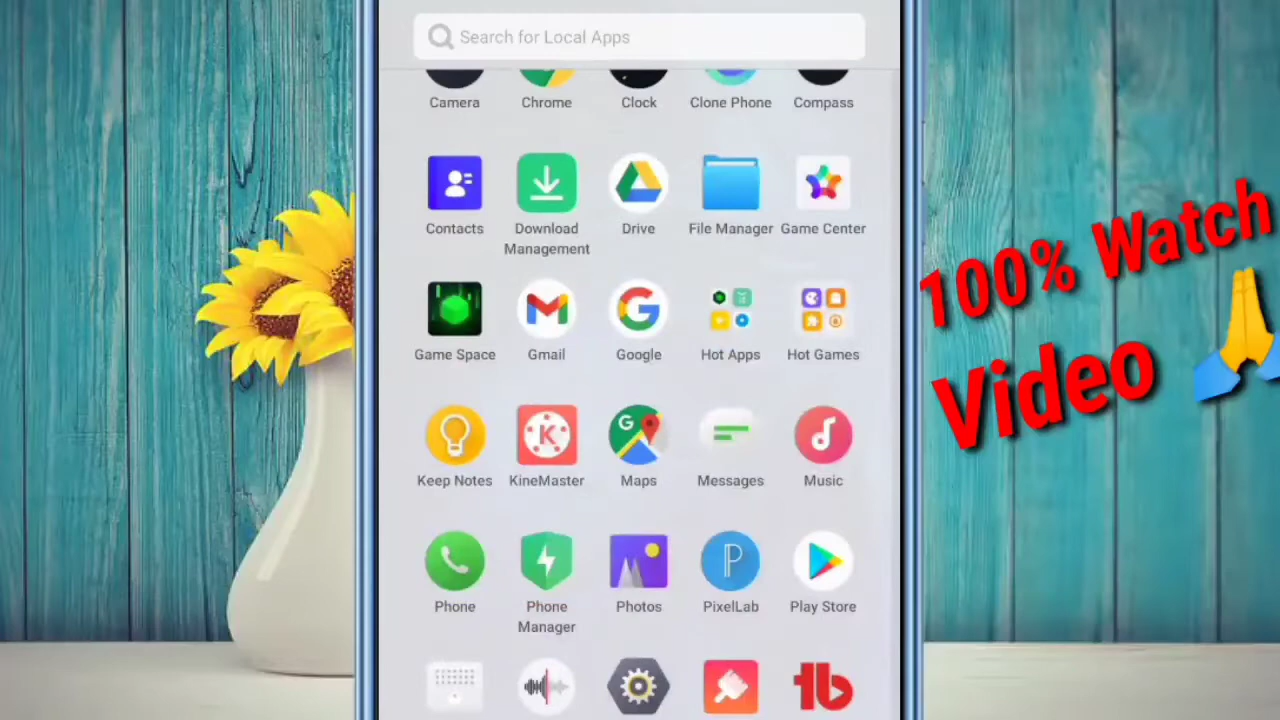 Search for Local Apps
Camera
Chrome
Clock
Clone Phone
Compass
Contacts
Download
Management
Drive
File Manager
Game Center
Game Space
Gmail
G
Google
Hot Apps
Hot Games
K
Keep Notes
KineMaster
G
Maps
Messages
Music
P
Phone
Phone
Manager
Photos
PixelLab
Play Store
tb
100% Watch
Video